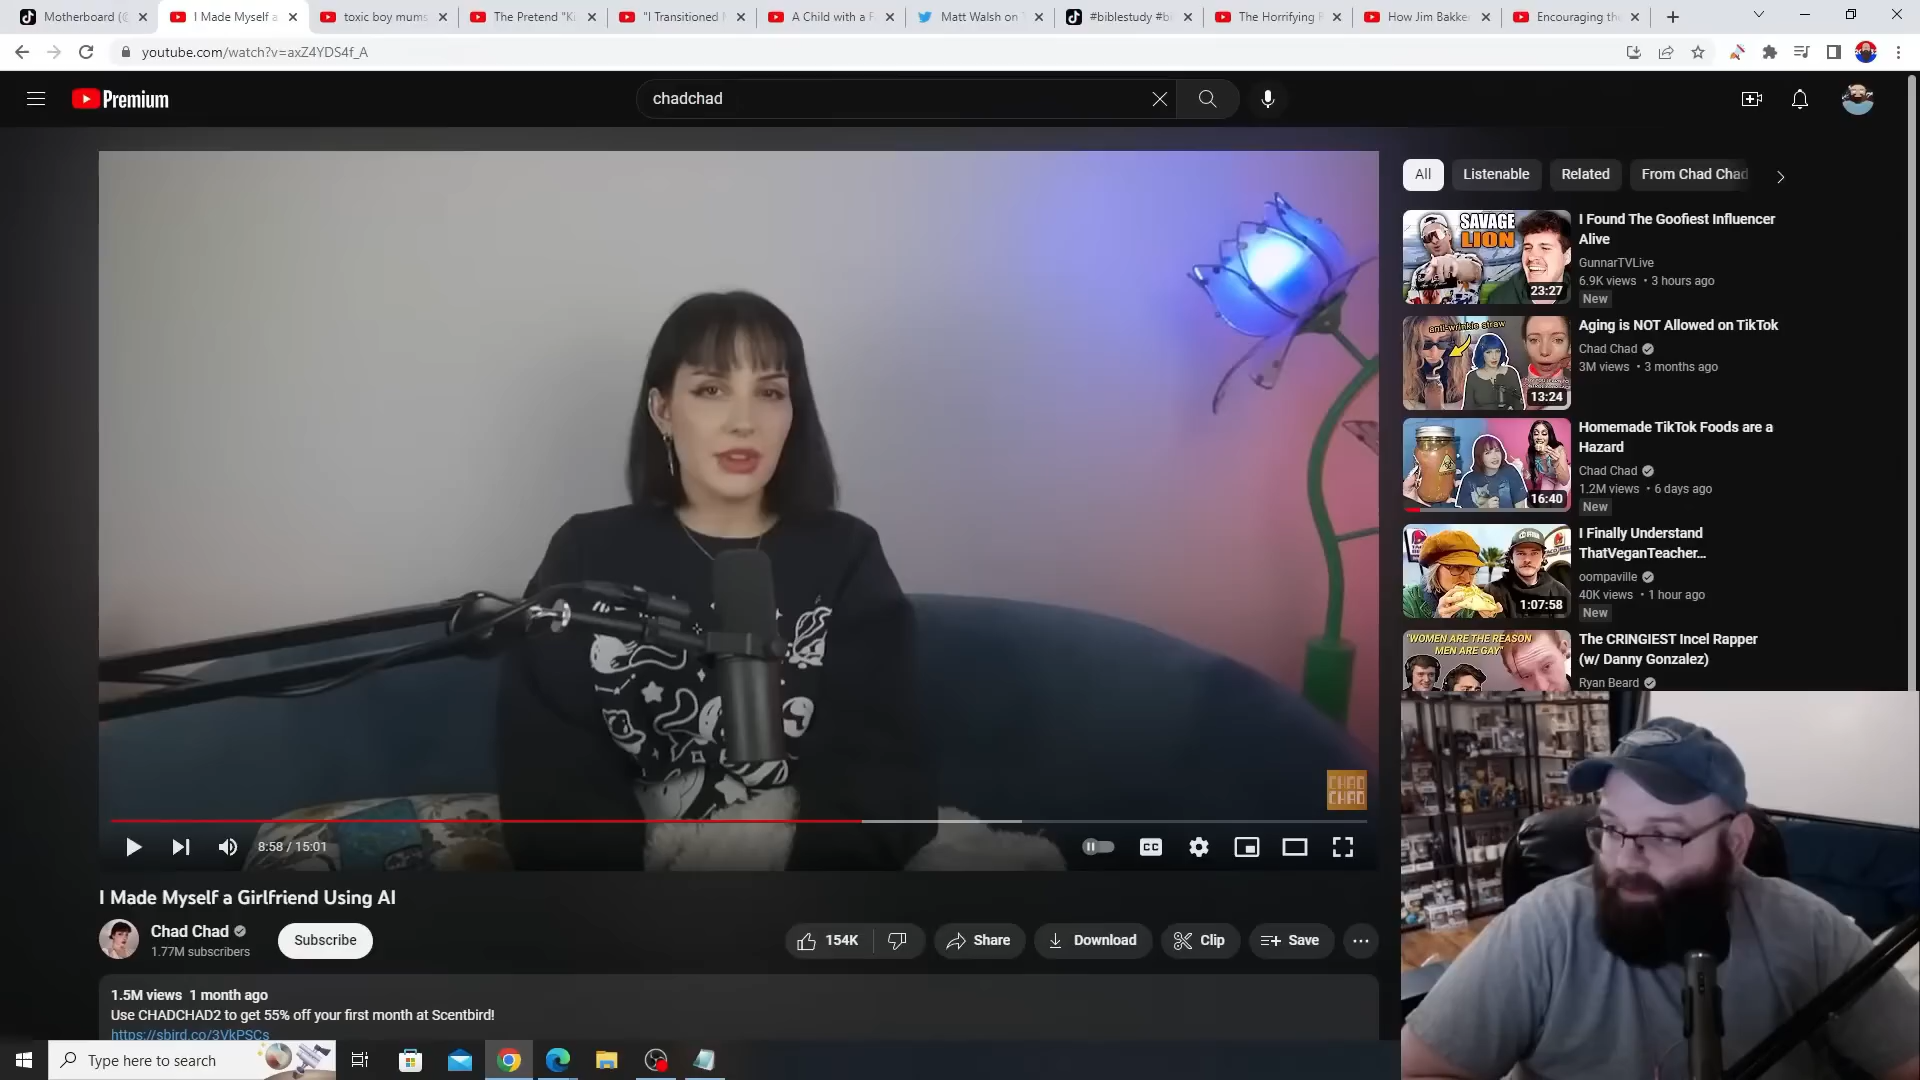 Motherboard (@
I Made Myself a
toxic boy mums
The Pretend "Ki
"I Transitioned
A Child with a F
Matt Walsh on
#biblestudy #bi
The Horrifying
How Jim Bakke
Encouraging th
youtube.com/watch?v=axZ4YDS4f_A
Premium
chadchad
All
Listenable
Related
From Chad Chad
SAVAGE
LION
23:27
I Found The Goofiest Influencer
Alive
GunnarTVLive
6.9K views • 3 hours ago
New
anti-wrinkle straw
13:24
Aging is NOT Allowed on TikTok
Chad Chad
3M views • 3 months ago
16:40
Homemade TikTok Foods are a
Hazard
Chad Chad
1.2M views • 6 days ago
New
1:07:58
I Finally Understand
ThatVeganTeacher...
oompaville
40K views • 1 hour ago
New
"WOMEN ARE THE REASON
MEN ARE GAY"
The CRINGIEST Incel Rapper
(w/ Danny Gonzalez)
Ryan Beard
CHAD
CHAD
8:58 / 15:01
CC
I Made Myself a Girlfriend Using AI
Chad Chad
1.77M subscribers
Subscribe
154K
Share
Download
Clip
Save
1.5M views 1 month ago
Use CHADCHAD2 to get 55% off your first month at Scentbird!
https://sbird.co/3VkPSCs
Type here to search